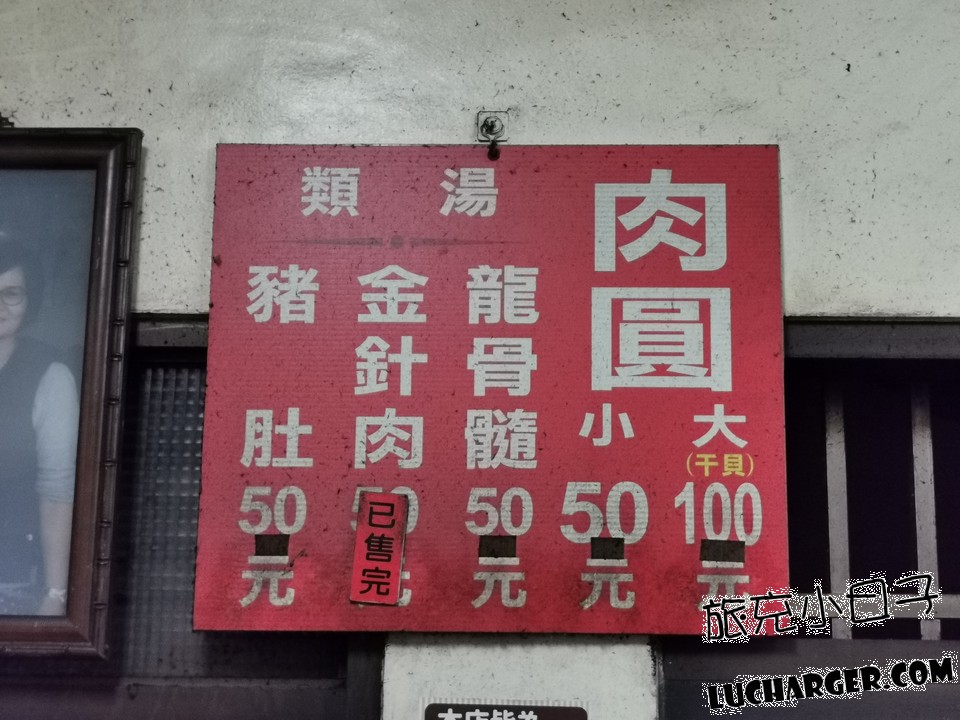 肉圓
大
(干貝)
100
元
小
50
元
湯類
龍骨髓
50
元
金針肉
已售完
豬肚
50
元
旅充小日子
LUCHARGER.COM